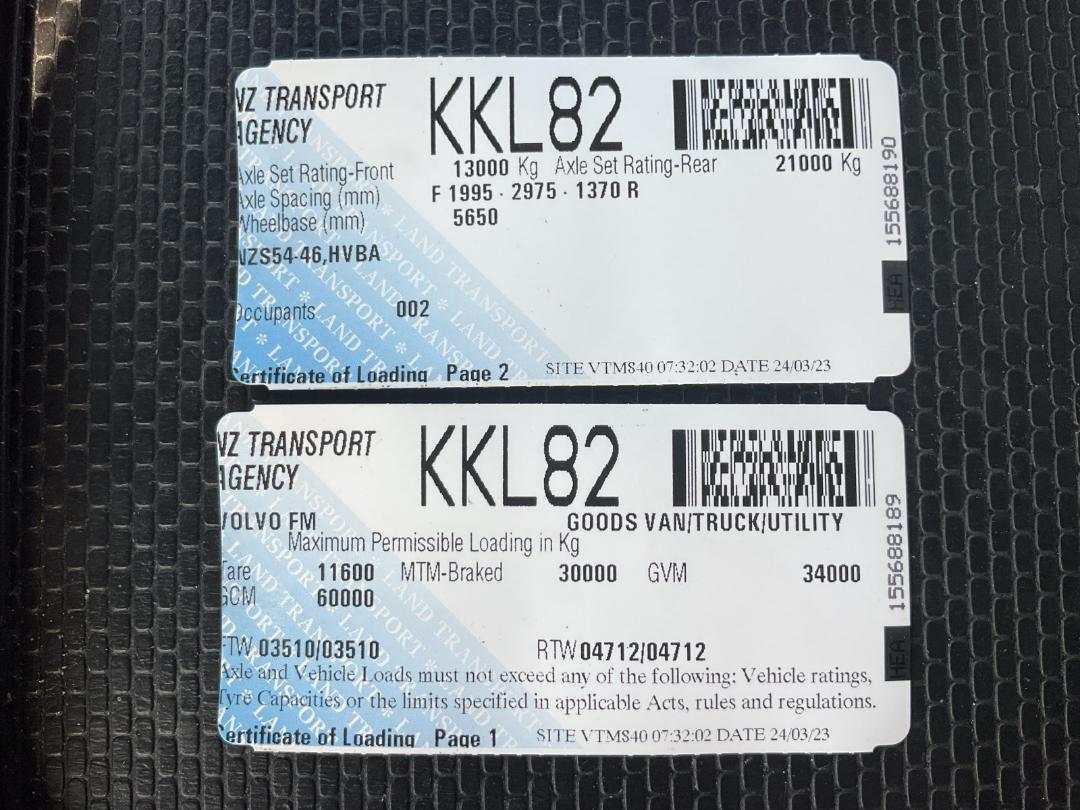 NZ TRANSPORT AGENCY
KKL82
Axle Set Rating-Front 13000 Kg Axle Set Rating-Rear 21000 Kg
Axle Spacing (mm) F 1995 - 2975 - 1370 R
Wheelbase (mm) 5650
NZS54-46,HVBA
Occupants 002
Certificate of Loading Page 2 SITE VTM840 07:32:02 DATE 24/03/23
155688190
NZ TRANSPORT AGENCY
KKL82
VOLVO FM GOODS VAN/TRUCK/UTILITY
Maximum Permissible Loading in Kg
Tare 11600 MTM-Braked 30000 GVM 34000
GCM 60000
FTW 03510/03510 RTW 04712/04712
Axle and Vehicle Loads must not exceed any of the following: Vehicle ratings,
Tyre Capacities or the limits specified in applicable Acts, rules and regulations.
Certificate of Loading Page 1 SITE VTM840 07:32:02 DATE 24/03/23
155688189